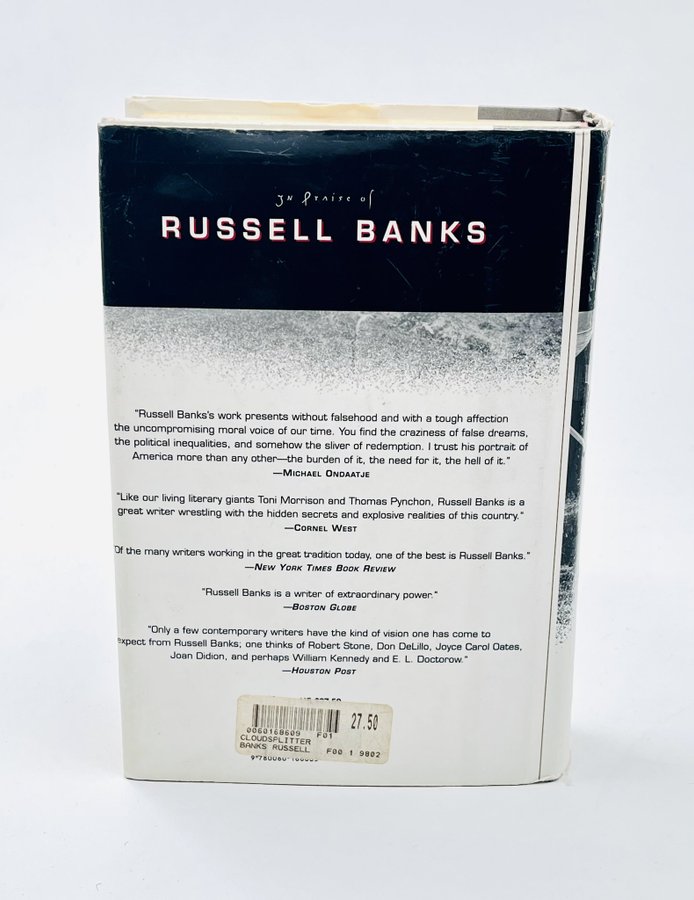 In Praise of
RUSSELL BANKS
"Russell Banks's work presents without falsehood and with a tough affection
the uncompromising moral voice of our time. You find the craziness of false dreams,
the political inequalities, and somehow the sliver of redemption. I trust his portrait of
America more than any other—the burden of it, the need for it, the hell of it."
—MICHAEL ONDAATJE
"Like our living literary giants Toni Morrison and Thomas Pynchon, Russell Banks is a
great writer wrestling with the hidden secrets and explosive realities of this country."
—CORNEL WEST
"Of the many writers working in the great tradition today, one of the best is Russell Banks."
—NEW YORK TIMES BOOK REVIEW
"Russell Banks is a writer of extraordinary power."
—BOSTON GLOBE
"Only a few contemporary writers have the kind of vision one has come to
expect from Russell Banks; one thinks of Robert Stone, Don DeLillo, Joyce Carol Oates,
Joan Didion, and perhaps William Kennedy and E. L. Doctorow."
—HOUSTON POST
27.50
0060168609 F01
CLOUDSPLITTER
BANKS RUSSELL F00 1 9802